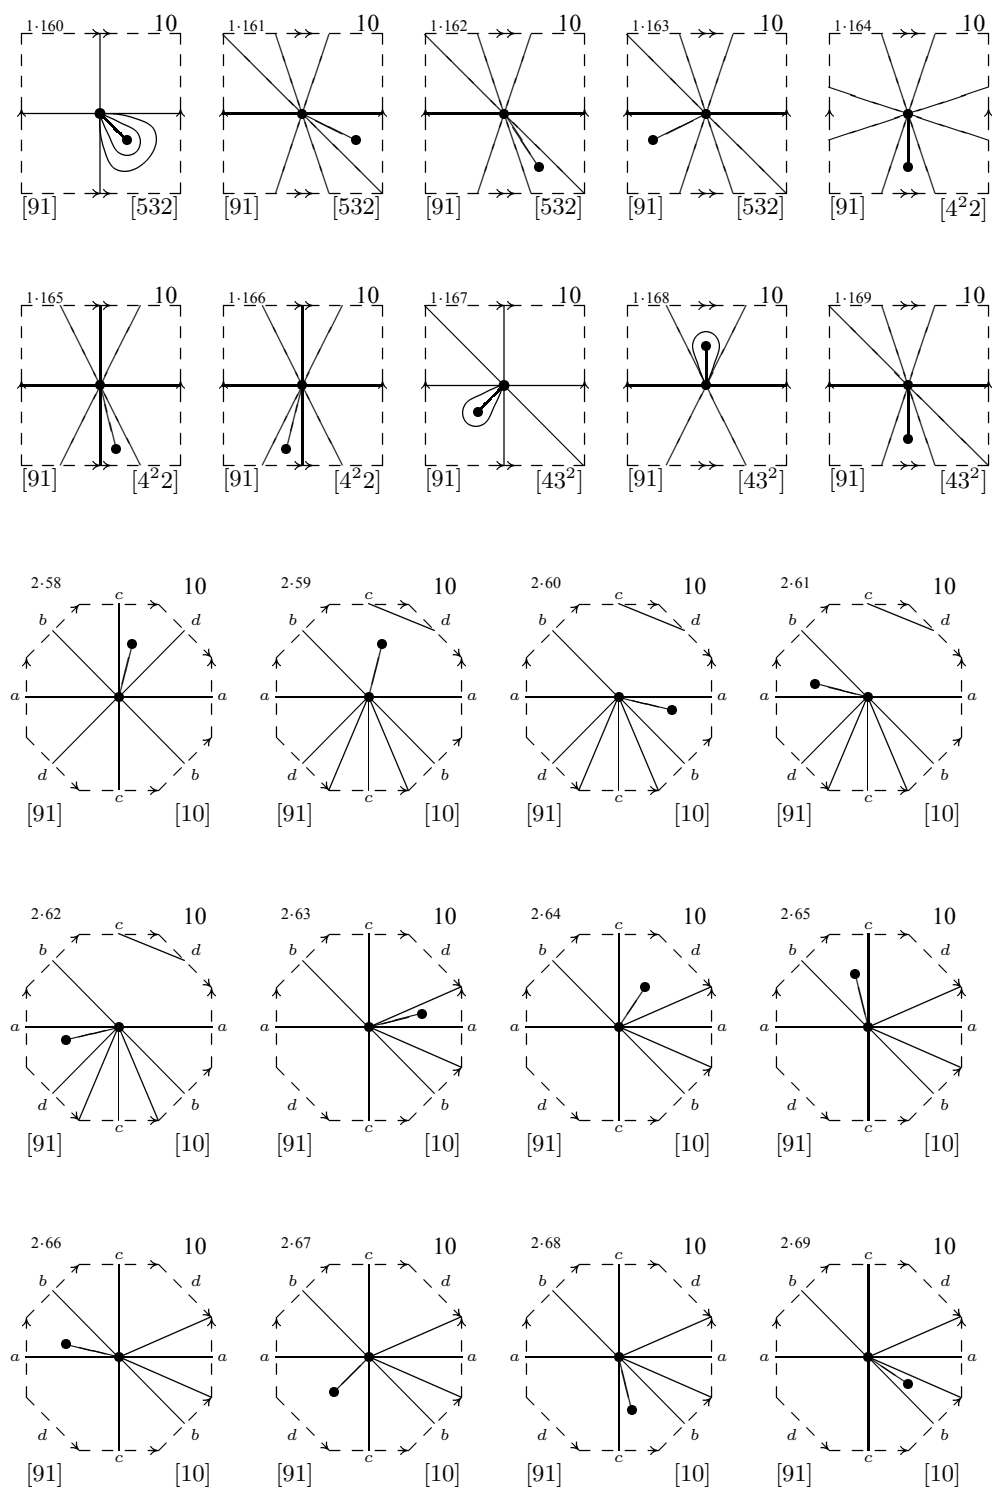 1·160 10 1·161 10 1·162 10 1·163 10 1·164 10
[91] [532] [91] [532] [91] [532] [91] [532] [91] [4²2]
1·165 10 1·166 10 1·167 10 1·168 10 1·169 10
[91] [4²2] [91] [4²2] [91] [43²] [91] [43²] [91] [43²]
2·58 10 2·59 10 2·60 10 2·61 10
c c c c
b d b d b d b d
a a a a a a a a
d b d b d b d b
c c c c
[91] [10] [91] [10] [91] [10] [91] [10]
2·62 10 2·63 10 2·64 10 2·65 10
c c c c
b d b d b d b d
a a a a a a a a
d b d b d b d b
c c c c
[91] [10] [91] [10] [91] [10] [91] [10]
2·66 10 2·67 10 2·68 10 2·69 10
c c c c
b d b d b d b d
a a a a a a a a
d b d b d b d b
c c c c
[91] [10] [91] [10] [91] [10] [91] [10]